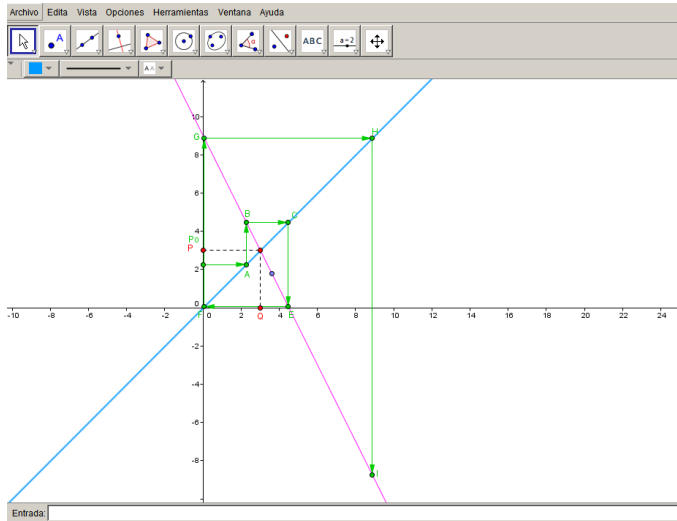 Archivo Edita Vista Opciones Herramientas Ventana Ayuda
A α ABC a=2
A A
10
G H
8
6
B C
4
Po
P
2
A
0
-10 -8 -6 -4 -2 F 0 2 Q 4 E 6 8 10 12 14 16 18 20 22 24
-2
-4
-6
-8 I
Entrada: